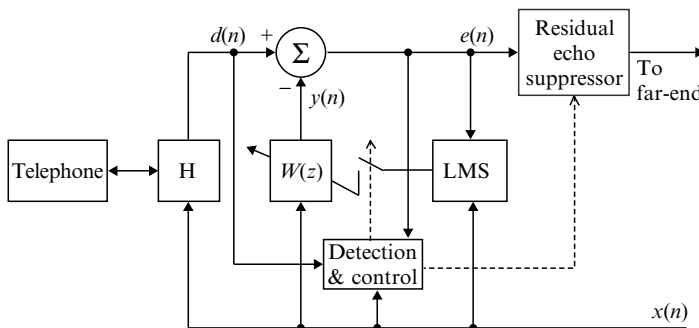 d(n)
+
Σ
e(n)
Residual
echo
suppressor
To
far-end
−
y(n)
Telephone
H
W(z)
LMS
Detection
& control
x(n)